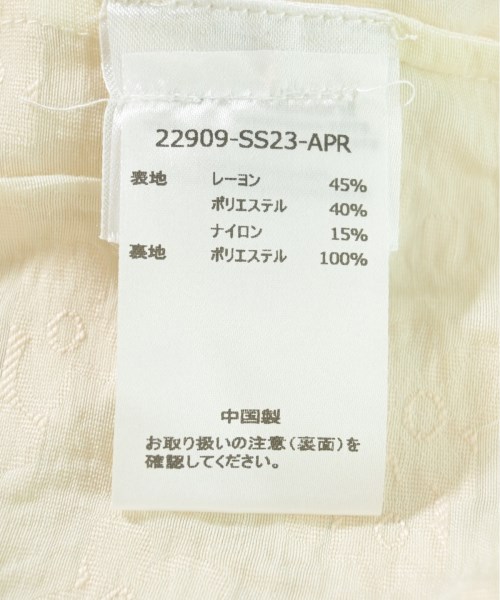 22909-SS23-APR
表地 レーヨン 45%
ポリエステル 40%
ナイロン 15%
裏地 ポリエステル 100%
中国製
お取り扱いの注意(裏面)を
確認してください。